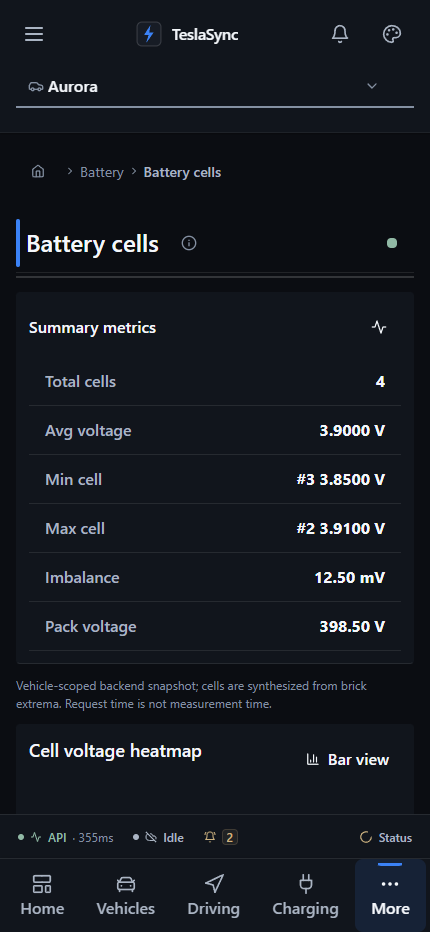 TeslaSync
Aurora
Battery
Battery cells
Battery cells
Summary metrics
Total cells 4
Avg voltage 3.9000 V
Min cell #3 3.8500 V
Max cell #2 3.9100 V
Imbalance 12.50 mV
Pack voltage 398.50 V
Vehicle-scoped backend snapshot; cells are synthesized from brick
extrema. Request time is not measurement time.
Cell voltage heatmap Bar view
API · 355ms Idle 2 Status
Home Vehicles Driving Charging More